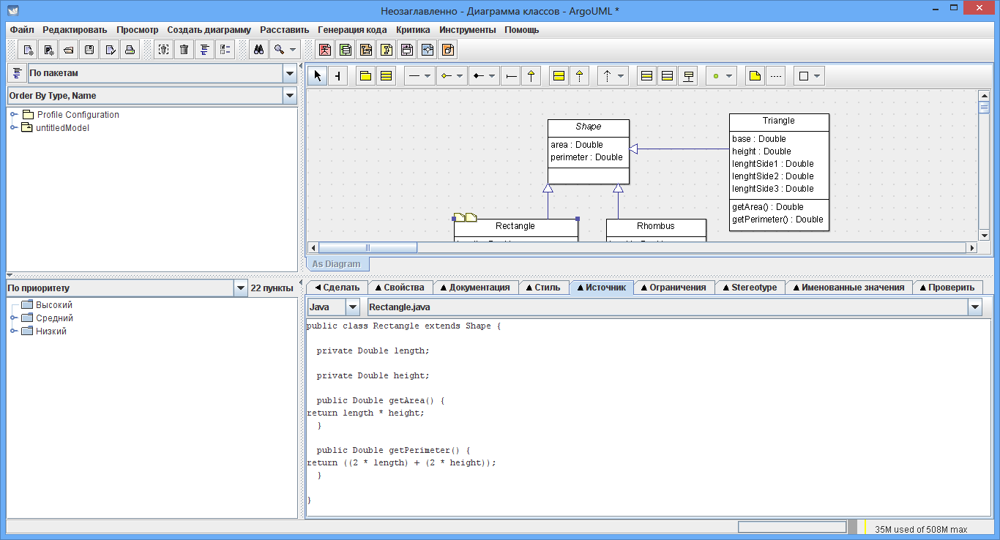 Неозаглавленно - Диаграмма классов - ArgoUML *
Файл Редактировать Просмотр Создать диаграмму Расставить Генерация кода Критика Инструменты Помощь
По пакетам
Order By Type, Name
Profile Configuration
untitledModel
Shape
area : Double
perimeter : Double
Triangle
base : Double
height : Double
lenghtSide1 : Double
lenghtSide2 : Double
lenghtSide3 : Double
getArea() : Double
getPerimeter() : Double
Rectangle
Rhombus
As Diagram
По приоритету 22 пункты
Высокий
Средний
Низкий
Сделать Свойства Документация Стиль Источник Ограничения Stereotype Именованные значения Проверить
Java Rectangle.java
public class Rectangle extends Shape {
private Double length;
private Double height;
public Double getArea() {
return length * height;
}
public Double getPerimeter() {
return ((2 * length) + (2 * height));
}
}
35M used of 508M max